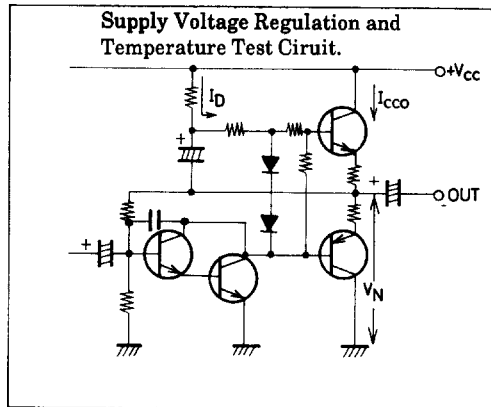 Supply Voltage Regulation and
Temperature Test Ciruit.
+Vcc
ID
ICCO
+
+
OUT
-
+
VN